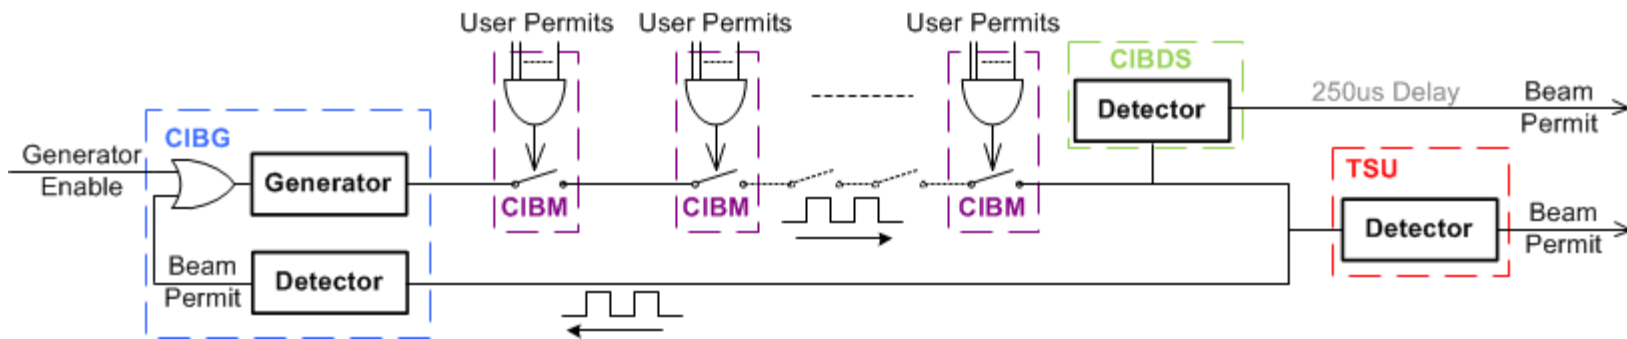 User Permits
User Permits
User Permits
CIBDS
Detector
250us Delay
Beam
Permit
CIBG
Generator
Enable
Generator
CIBM
CIBM
CIBM
TSU
Detector
Beam
Permit
Beam
Permit
Detector